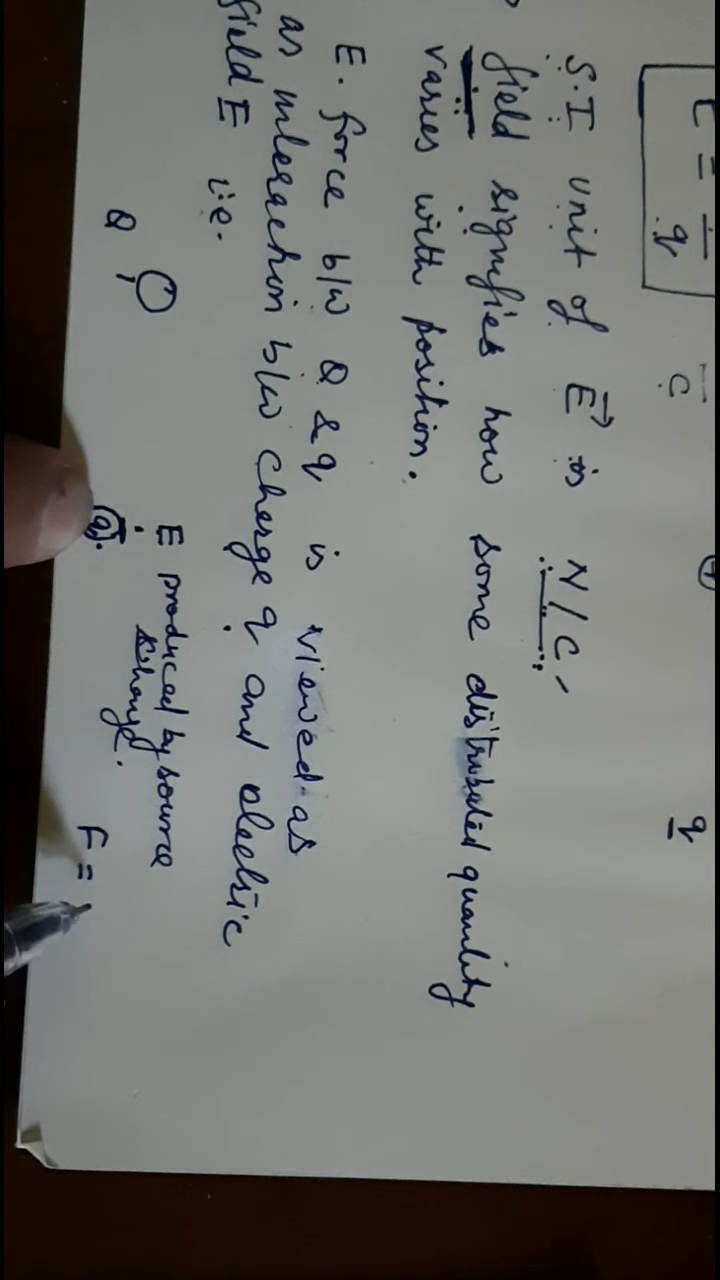 E = — / q
S.I unit of E is N/C
field signifies how some distributed quantity
varies with position.
E. force b/w Q & q is viewed as
as interaction b/w charge q and electric
field E i.e.
E produced by source
charge.
Q, F =
q